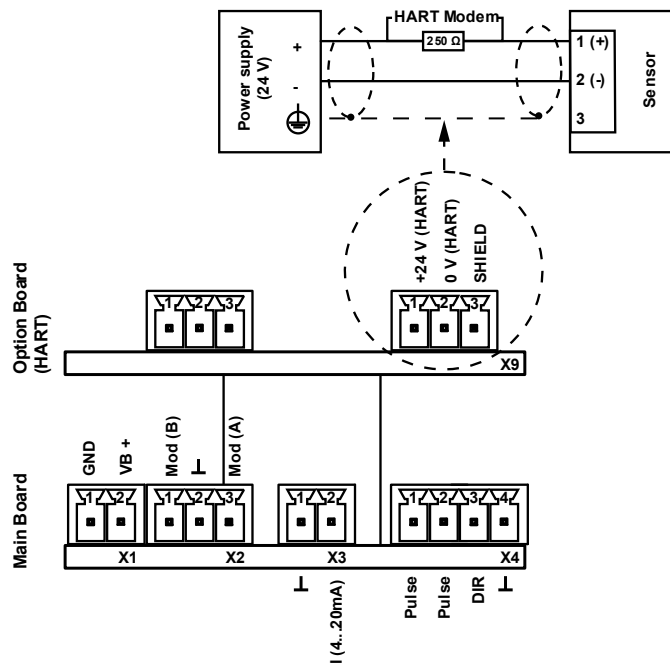 HART Modem
Power supply
(24 V)
+
-
250 Ω
1 (+)
2 (-)
3
Sensor
+24 V (HART)
0 V (HART)
SHIELD
Option Board
(HART)
1 2 3
1 2 3
X9
GND
VB +
Mod (B)
⊥
Mod (A)
Main Board
1 2
1 2 3
1 2
1 2 3 4
X1
X2
X3
X4
⊥
I (4...20mA)
Pulse
Pulse
DIR
⊥